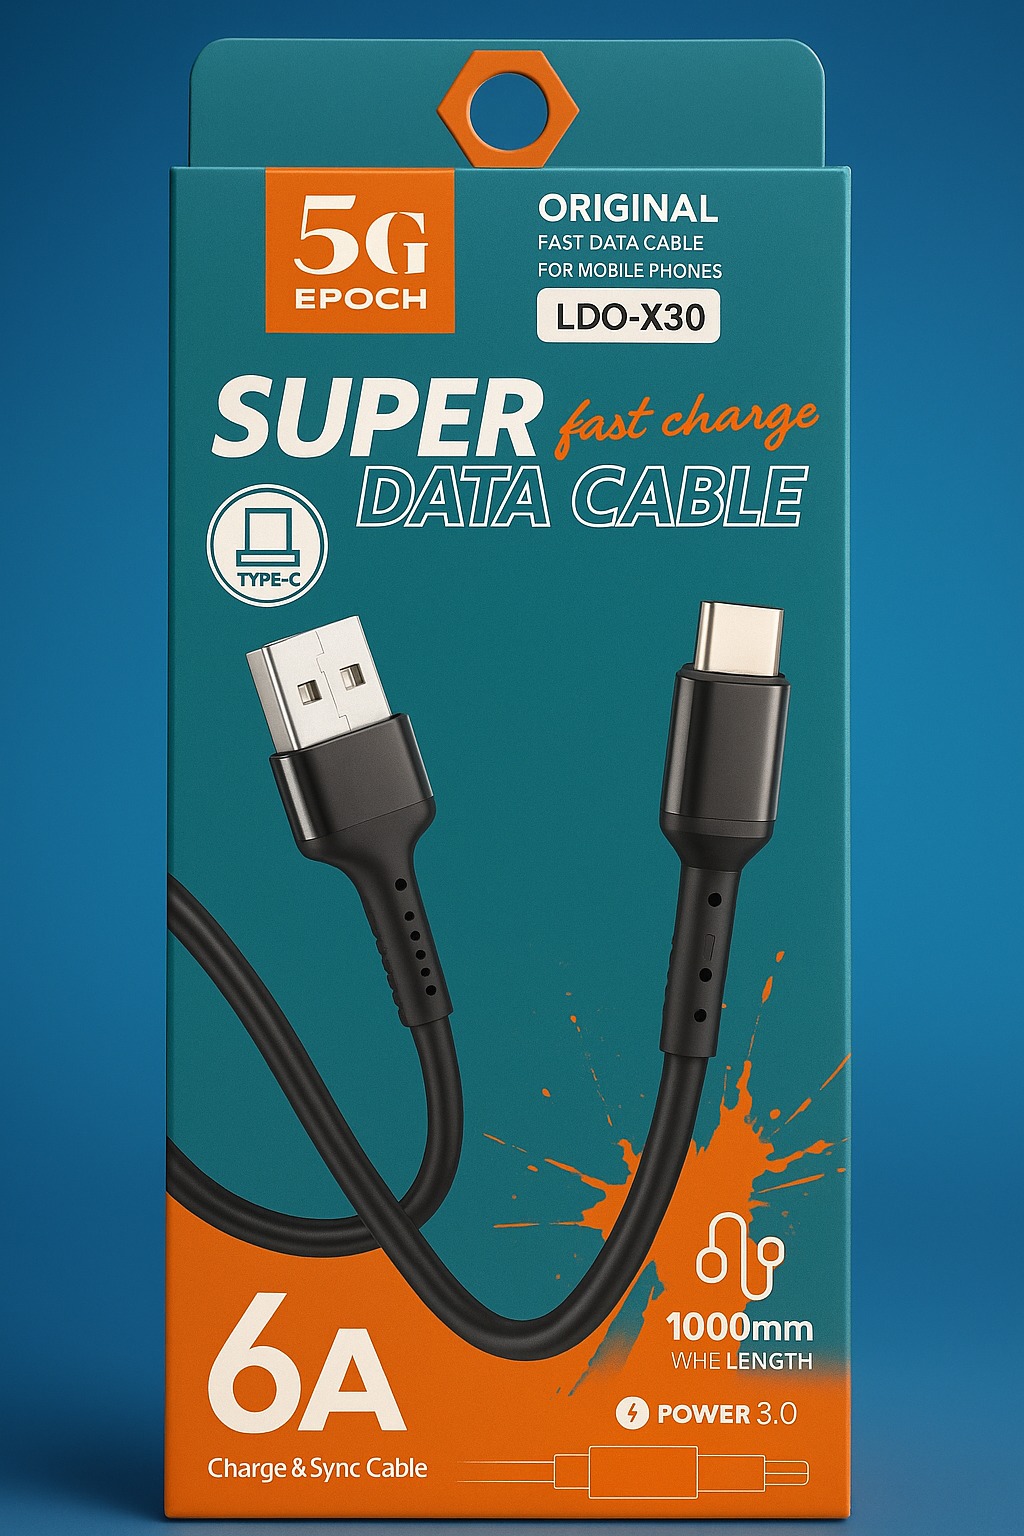 5G
EPOCH
ORIGINAL
FAST DATA CABLE
FOR MOBILE PHONES
LDO-X30
SUPER fast charge
DATA CABLE
TYPE-C
1000mm
WHE LENGTH
6A
POWER 3.0
Charge & Sync Cable